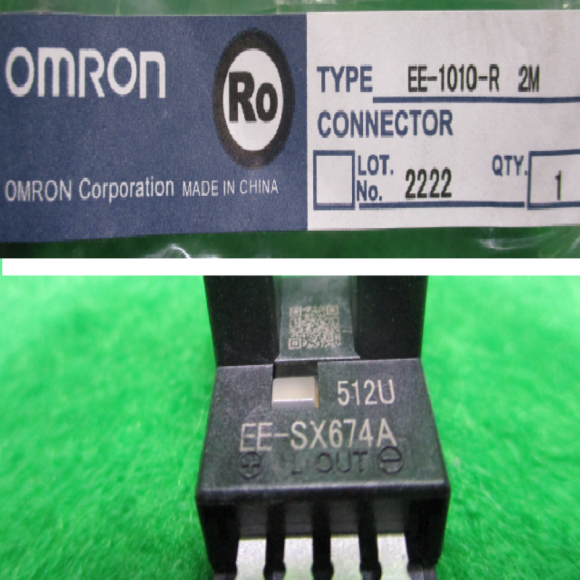 OMRON
Ro
TYPE EE-1010-R 2M
CONNECTOR
LOT. No. 2222 QTY. 1
OMRON Corporation MADE IN CHINA
512U
EE-SX674A
⊕ L OUT ⊖